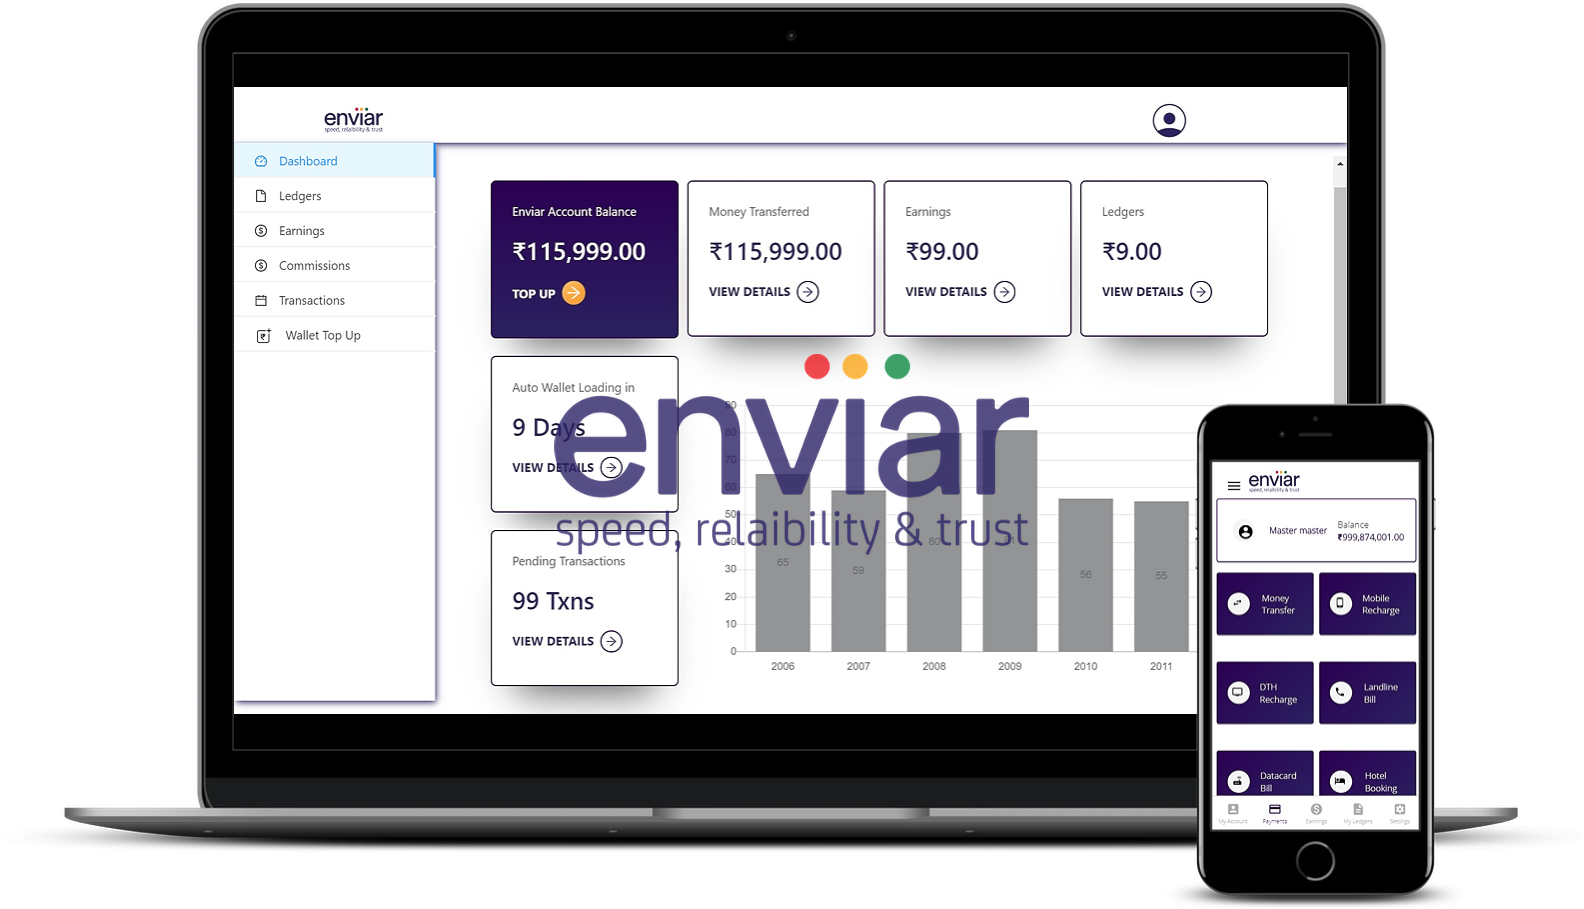 enviar
speed, relaibility & trust
Dashboard
Ledgers
Earnings
Commissions
Transactions
Wallet Top Up
Enviar Account Balance
₹115,999.00
TOP UP
Money Transferred
₹115,999.00
VIEW DETAILS
Earnings
₹99.00
VIEW DETAILS
Ledgers
₹9.00
VIEW DETAILS
Auto Wallet Loading in
9 Days
VIEW DETAILS
Pending Transactions
99 Txns
VIEW DETAILS
enviar
speed, relaibility & trust
90
80
70
60
50
40
30
20
10
0
65
59
80
81
56
55
2006
2007
2008
2009
2010
2011
enviar
speed, relaibility & trust
Master master
Balance
₹999,874,001.00
Money
Transfer
Mobile
Recharge
DTH
Recharge
Landline
Bill
Datacard
Bill
Hotel
Booking
My Account
Payments
Earnings
My Ledgers
Settings